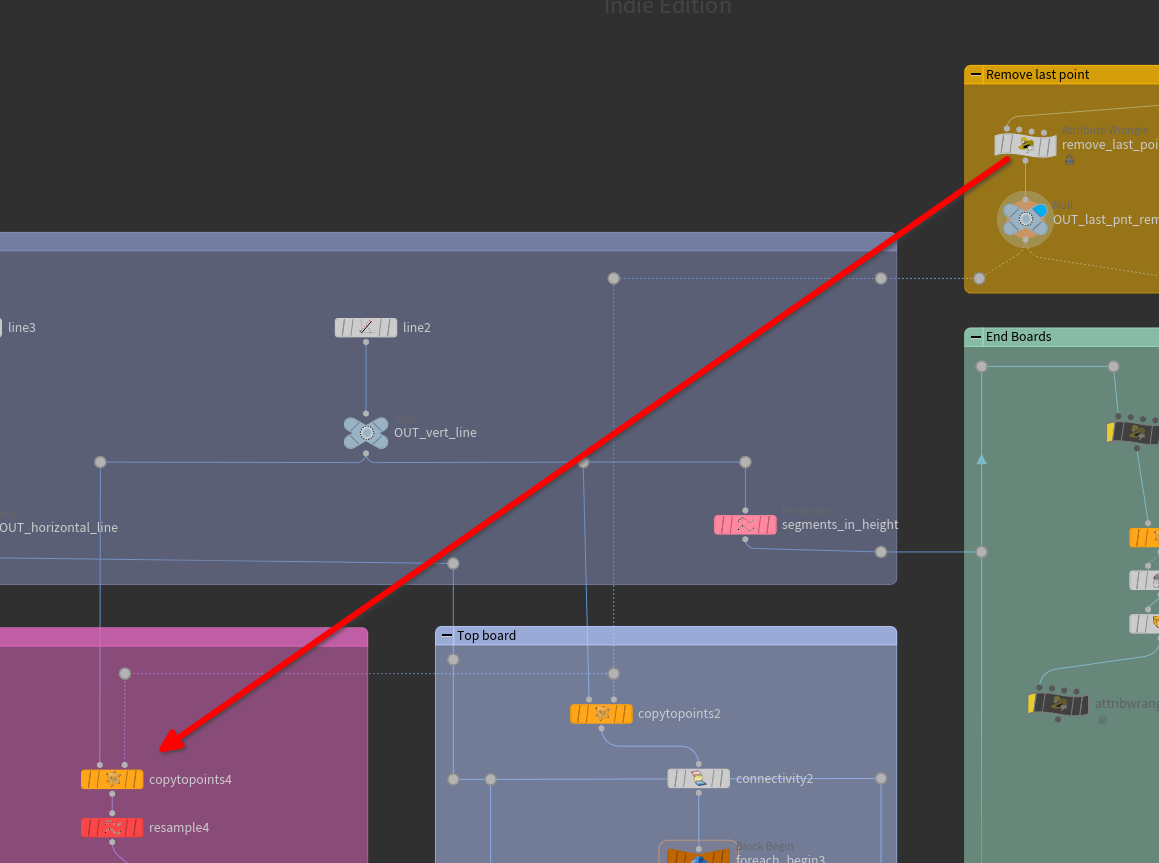 Indie Edition
Remove last point
Attribute Wrangle
remove_last_poi
Null
OUT_last_pnt_rem
line3
line2
End Boards
OUT_vert_line
OUT_horizontal_line
segments_in_height
Top board
copytopoints2
attribwrang
copytopoints4
connectivity2
resample4
Block Begin
foreach_begin3